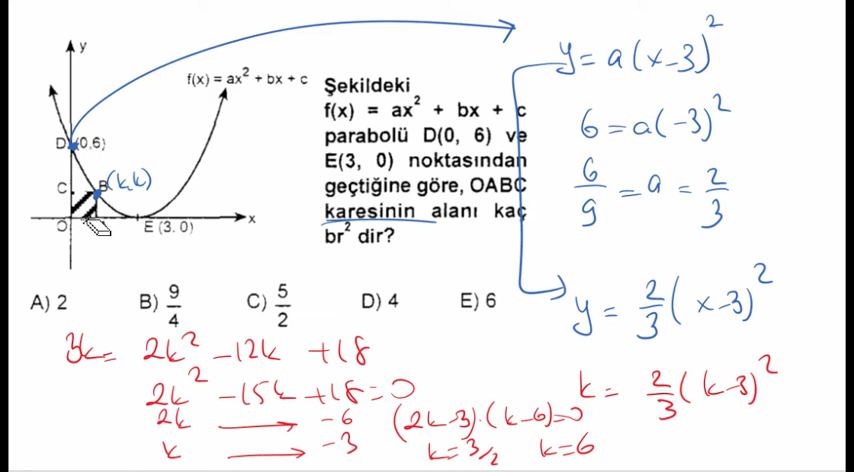 y
f(x) = ax² + bx + c
D (0,6)
C
B (k,k)
O
E (3. 0)
x
Şekildeki
f(x) = ax² + bx + c
parabolü D(0, 6) ve
E(3, 0) noktasından
geçtiğine göre, OABC
karesinin alanı kaç
br² dir?
A) 2 B) 9/4 C) 5/2 D) 4 E) 6
y = a(x-3)²
6 = a(-3)²
6/9 = a = 2/3
y = 2/3 (x-3)²
k = 2/3 (k-3)²
3k = 2k² -12k +18
2k² -15k +18 = 0
2k → -6 (2k-3).(k-6)=0
k → -3 k=3/2 k=6